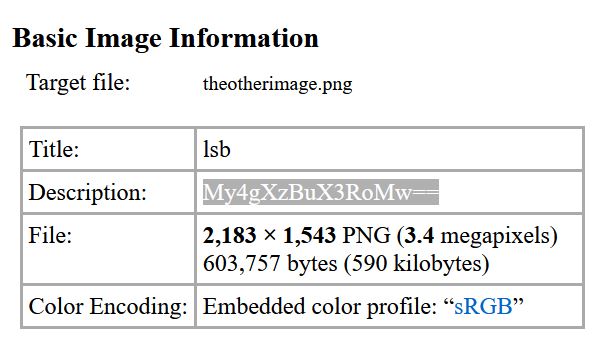 Basic Image Information
Target file: theotherimage.png
Title: lsb
Description: My4gXzBuX3RoMw==
File: 2,183 × 1,543 PNG (3.4 megapixels)
603,757 bytes (590 kilobytes)
Color Encoding: Embedded color profile: “sRGB”